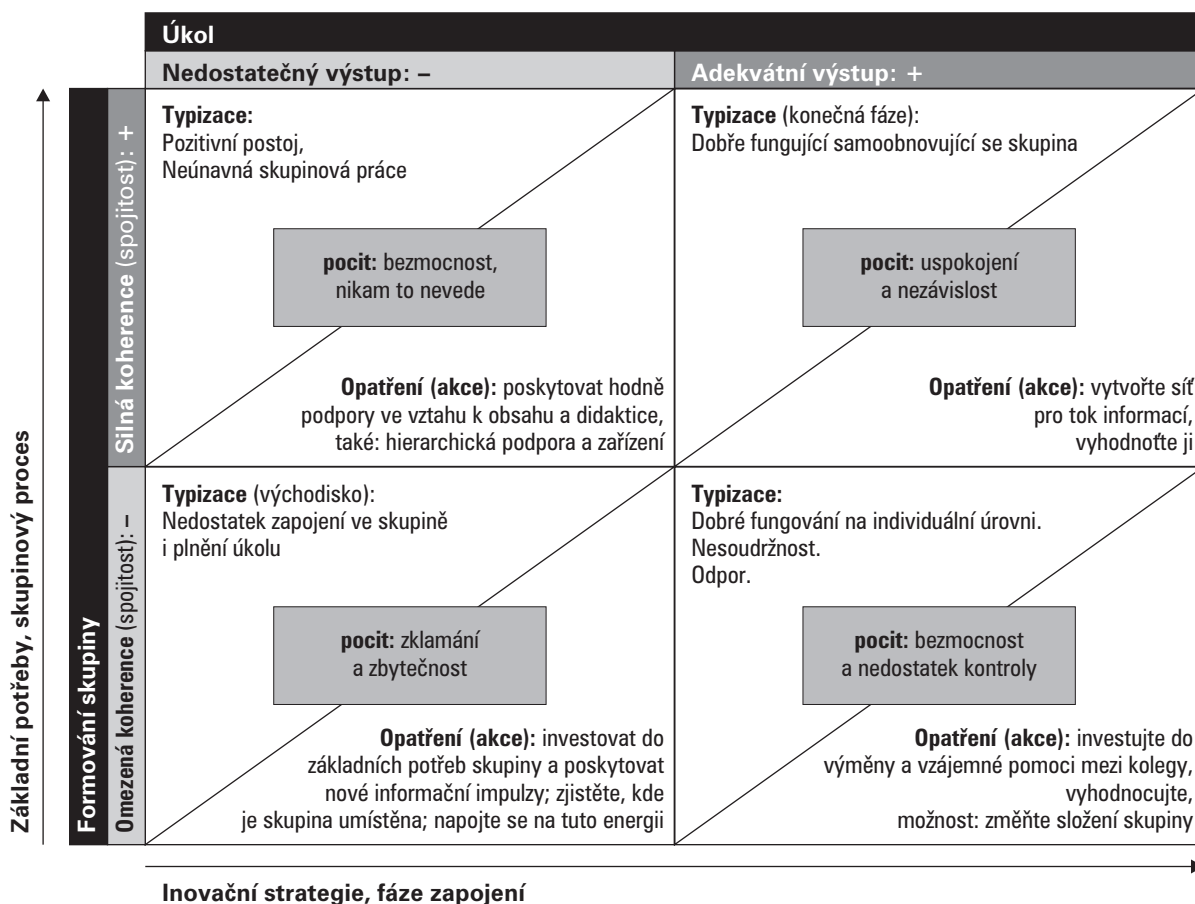 Úkol
Nedostatečný výstup: –
Adekvátní výstup: +
Základní potřeby, skupinový proces
Formování skupiny
Silná koherence (spojitost): +
Typizace:
Pozitivní postoj,
Neúnavná skupinová práce
pocit: bezmocnost,
nikam to nevede
Opatření (akce): poskytovat hodně
podpory ve vztahu k obsahu a didaktice,
také: hierarchická podpora a zařízení
Typizace (konečná fáze):
Dobře fungující samoobnovující se skupina
pocit: uspokojení
a nezávislost
Opatření (akce): vytvořte síť
pro tok informací,
vyhodnoťte ji
Omezená koherence (spojitost): –
Typizace (východisko):
Nedostatek zapojení ve skupině
i plnění úkolu
pocit: zklamání
a zbytečnost
Opatření (akce): investovat do
základních potřeb skupiny a poskytovat
nové informační impulzy; zjistěte, kde
je skupina umístěna; napojte se na tuto energii
Typizace:
Dobré fungování na individuální úrovni.
Nesoudržnost.
Odpor.
pocit: bezmocnost
a nedostatek kontroly
Opatření (akce): investujte do
výměny a vzájemné pomoci mezi kolegy,
vyhodnocujte,
možnost: změňte složení skupiny
Inovační strategie, fáze zapojení